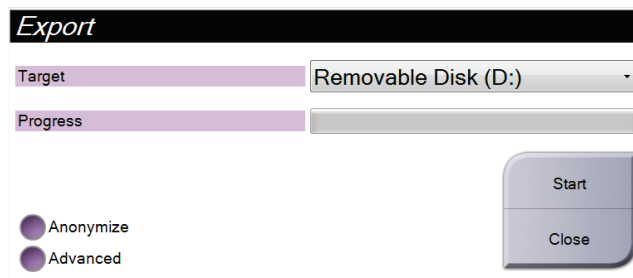 Export
Target
Removable Disk (D:)
Progress
Start
Close
Anonymize
Advanced